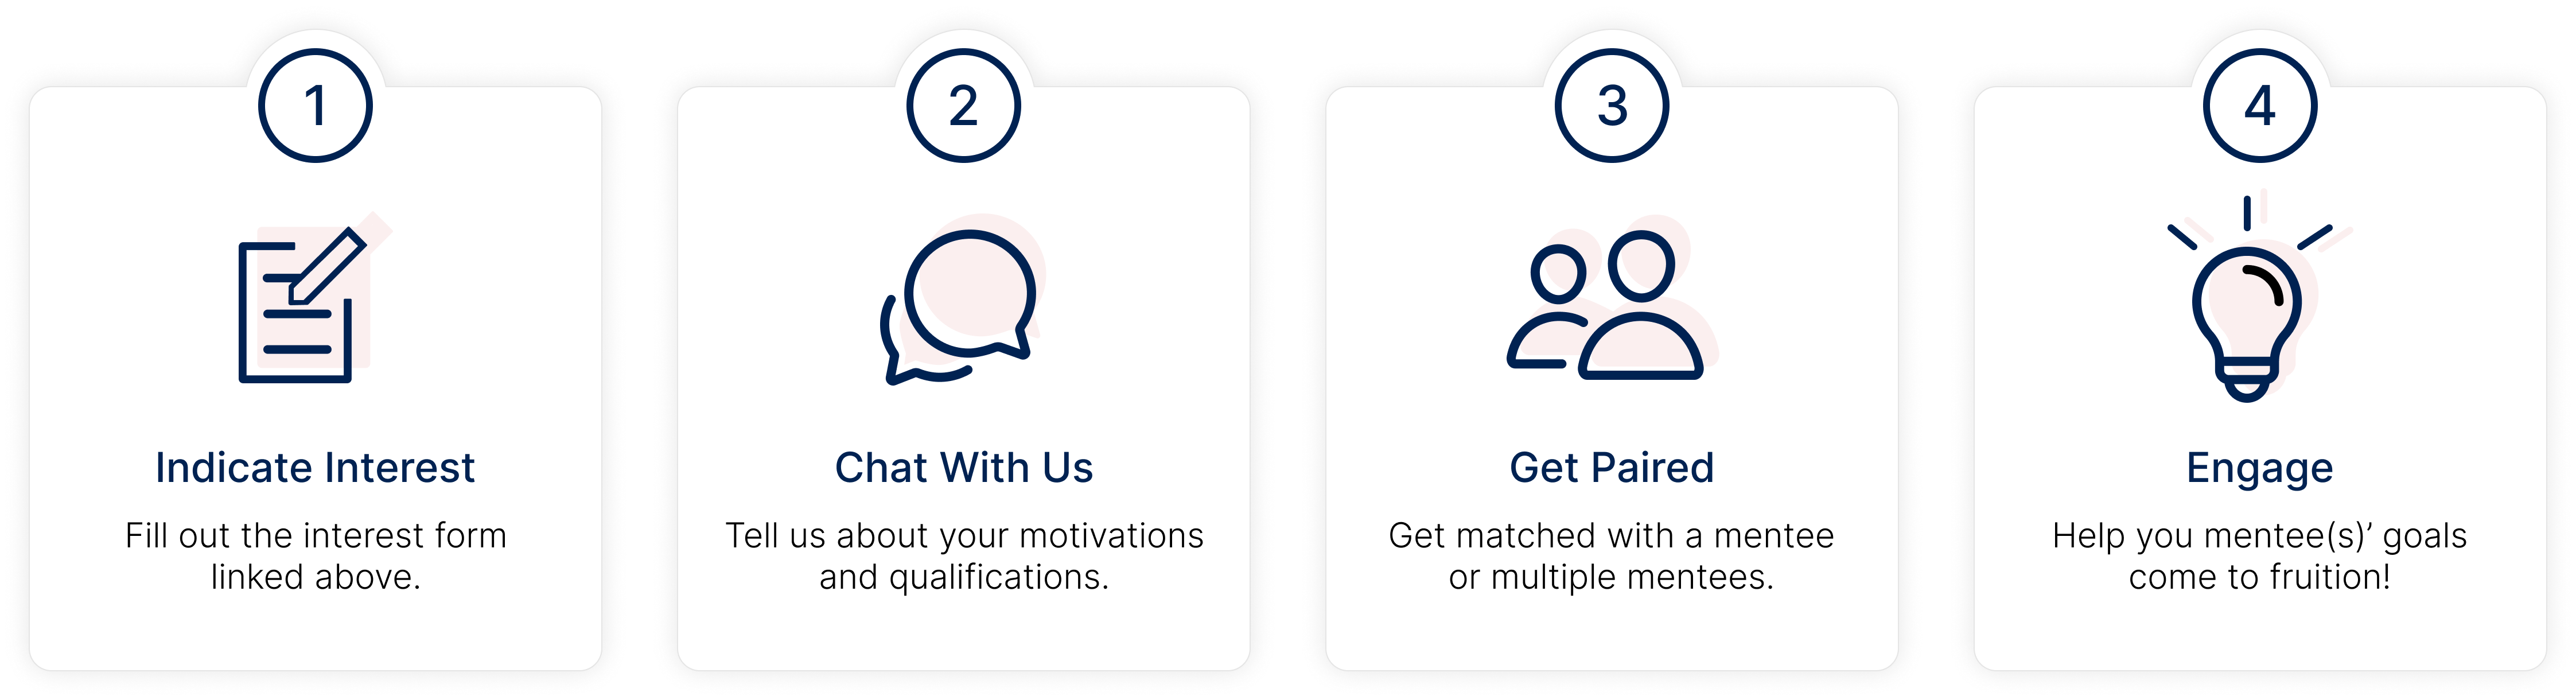 1
Indicate Interest
Fill out the interest form
linked above.
2
Chat With Us
Tell us about your motivations
and qualifications.
3
Get Paired
Get matched with a mentee
or multiple mentees.
4
Engage
Help you mentee(s)’ goals
come to fruition!